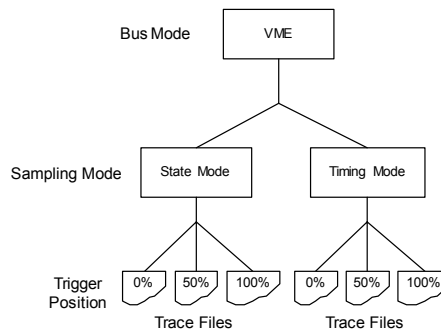 Bus Mode VME
Sampling Mode State Mode Timing Mode
Trigger Position 0% 50% 100% 0% 50% 100%
Trace Files Trace Files